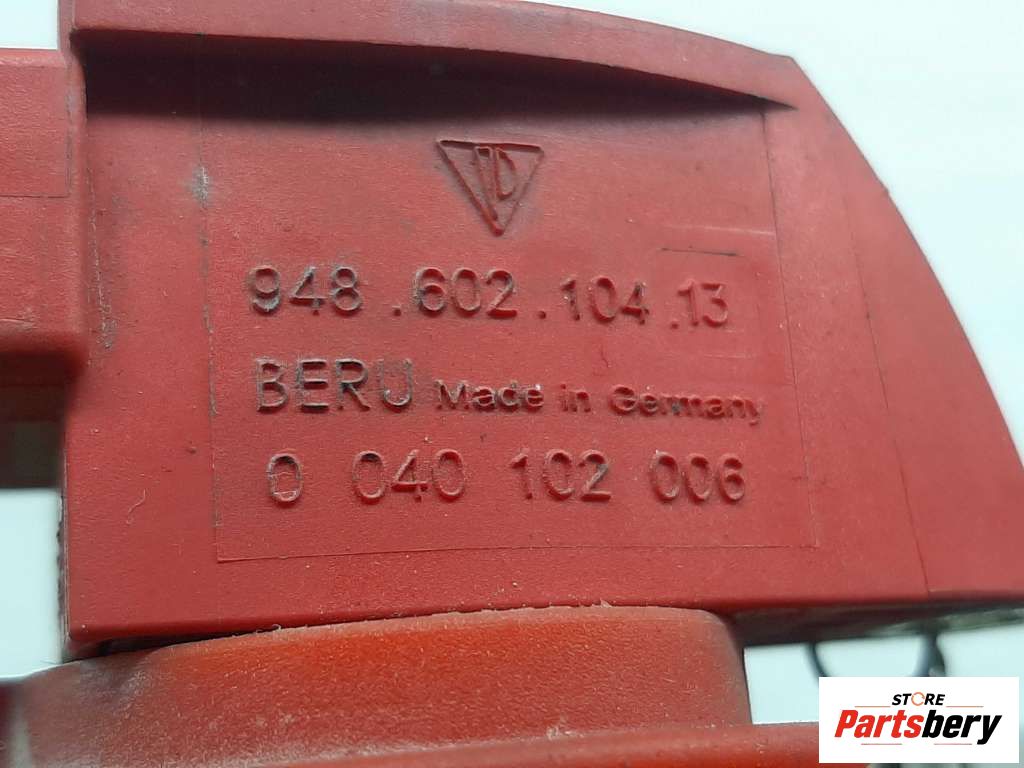 948.602.104.13
BERU Made in Germany
0 040 102 006
STORE
Partsbery